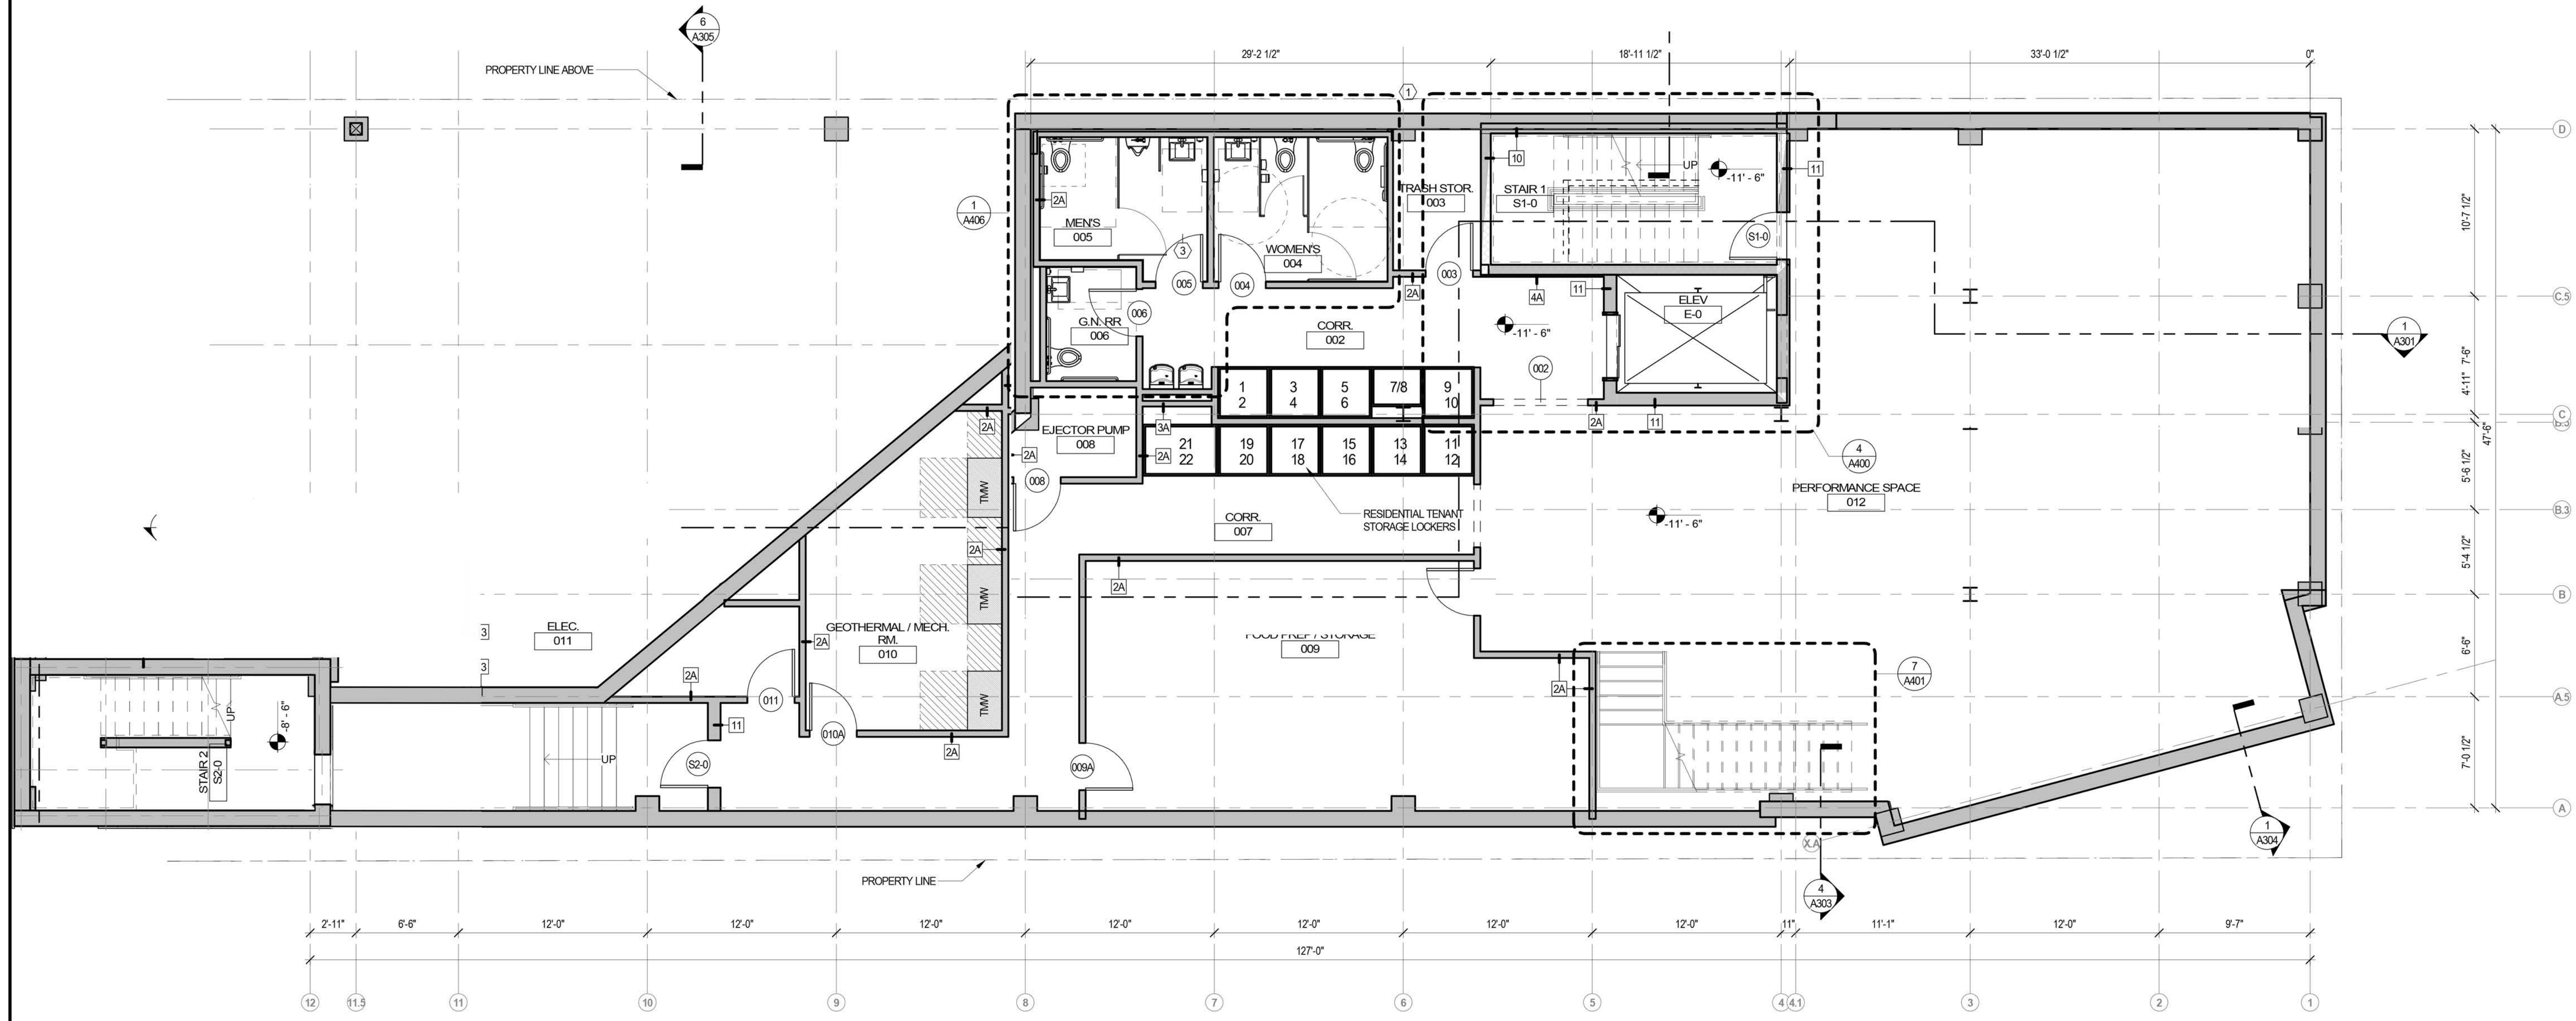 6
A305
PROPERTY LINE ABOVE
29'-2 1/2"
18'-11 1/2"
33'-0 1/2"
0"
1
D
10
UP
-11' - 6"
11
TRASH STOR.
003
STAIR 1
S1-0
2A
1
A406
MEN'S
005
3
WOMEN'S
004
10'-7 1/2"
S1-0
005
004
003
2A
4A
11
ELEV
E-0
C.5
006
G.N. RR
006
CORR.
002
-11' - 6"
1
A301
7'-6"
002
4'-11"
1
2
3
4
5
6
7/8
9
10
2A
3A
2A
11
C
47'-6"
EJECTOR PUMP
008
2A
2A
21
22
19
20
17
18
15
16
13
14
11
12
4
A400
5'-6 1/2"
008
TMW
PERFORMANCE SPACE
012
CORR.
007
RESIDENTIAL TENANT
STORAGE LOCKERS
-11' - 6"
B.3
2A
5'-4 1/2"
2A
TMW
B
ELEC.
011
3
3
GEOTHERMAL / MECH.
RM.
010
2A
FOOD PREP / STORAGE
009
6'-6"
7
A401
2A
2A
A.5
011
TMW
UP
-8' - 6"
STAIR 2
S2-0
UP
11
010A
2A
S2-0
009A
7'-0 1/2"
A
X.A
1
A304
PROPERTY LINE
4
A303
2'-11"
6'-6"
12'-0"
12'-0"
12'-0"
12'-0"
12'-0"
12'-0"
12'-0"
11"
11'-1"
12'-0"
9'-7"
127'-0"
12
11.5
11
10
9
8
7
6
5
4
4.1
3
2
1